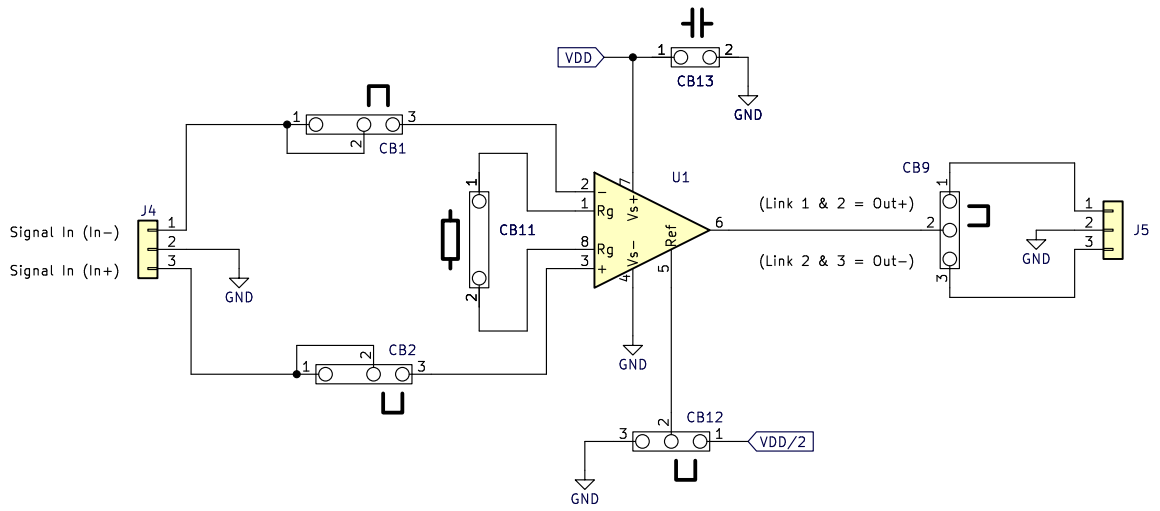 VDD
1
2
CB13
GND
1
3
2
CB1
J4
1
2
3
Signal In (In-)
Signal In (In+)
GND
1
CB11
2
2
1
8
3
-
Rg
Rg
+
7
Vs+
U1
Ref
Vs-
4
5
6
GND
(Link 1 & 2 = Out+)
(Link 2 & 3 = Out-)
CB9
1
2
3
1
2
3
J5
GND
CB2
1
2
3
CB12
3
2
1
VDD/2
GND